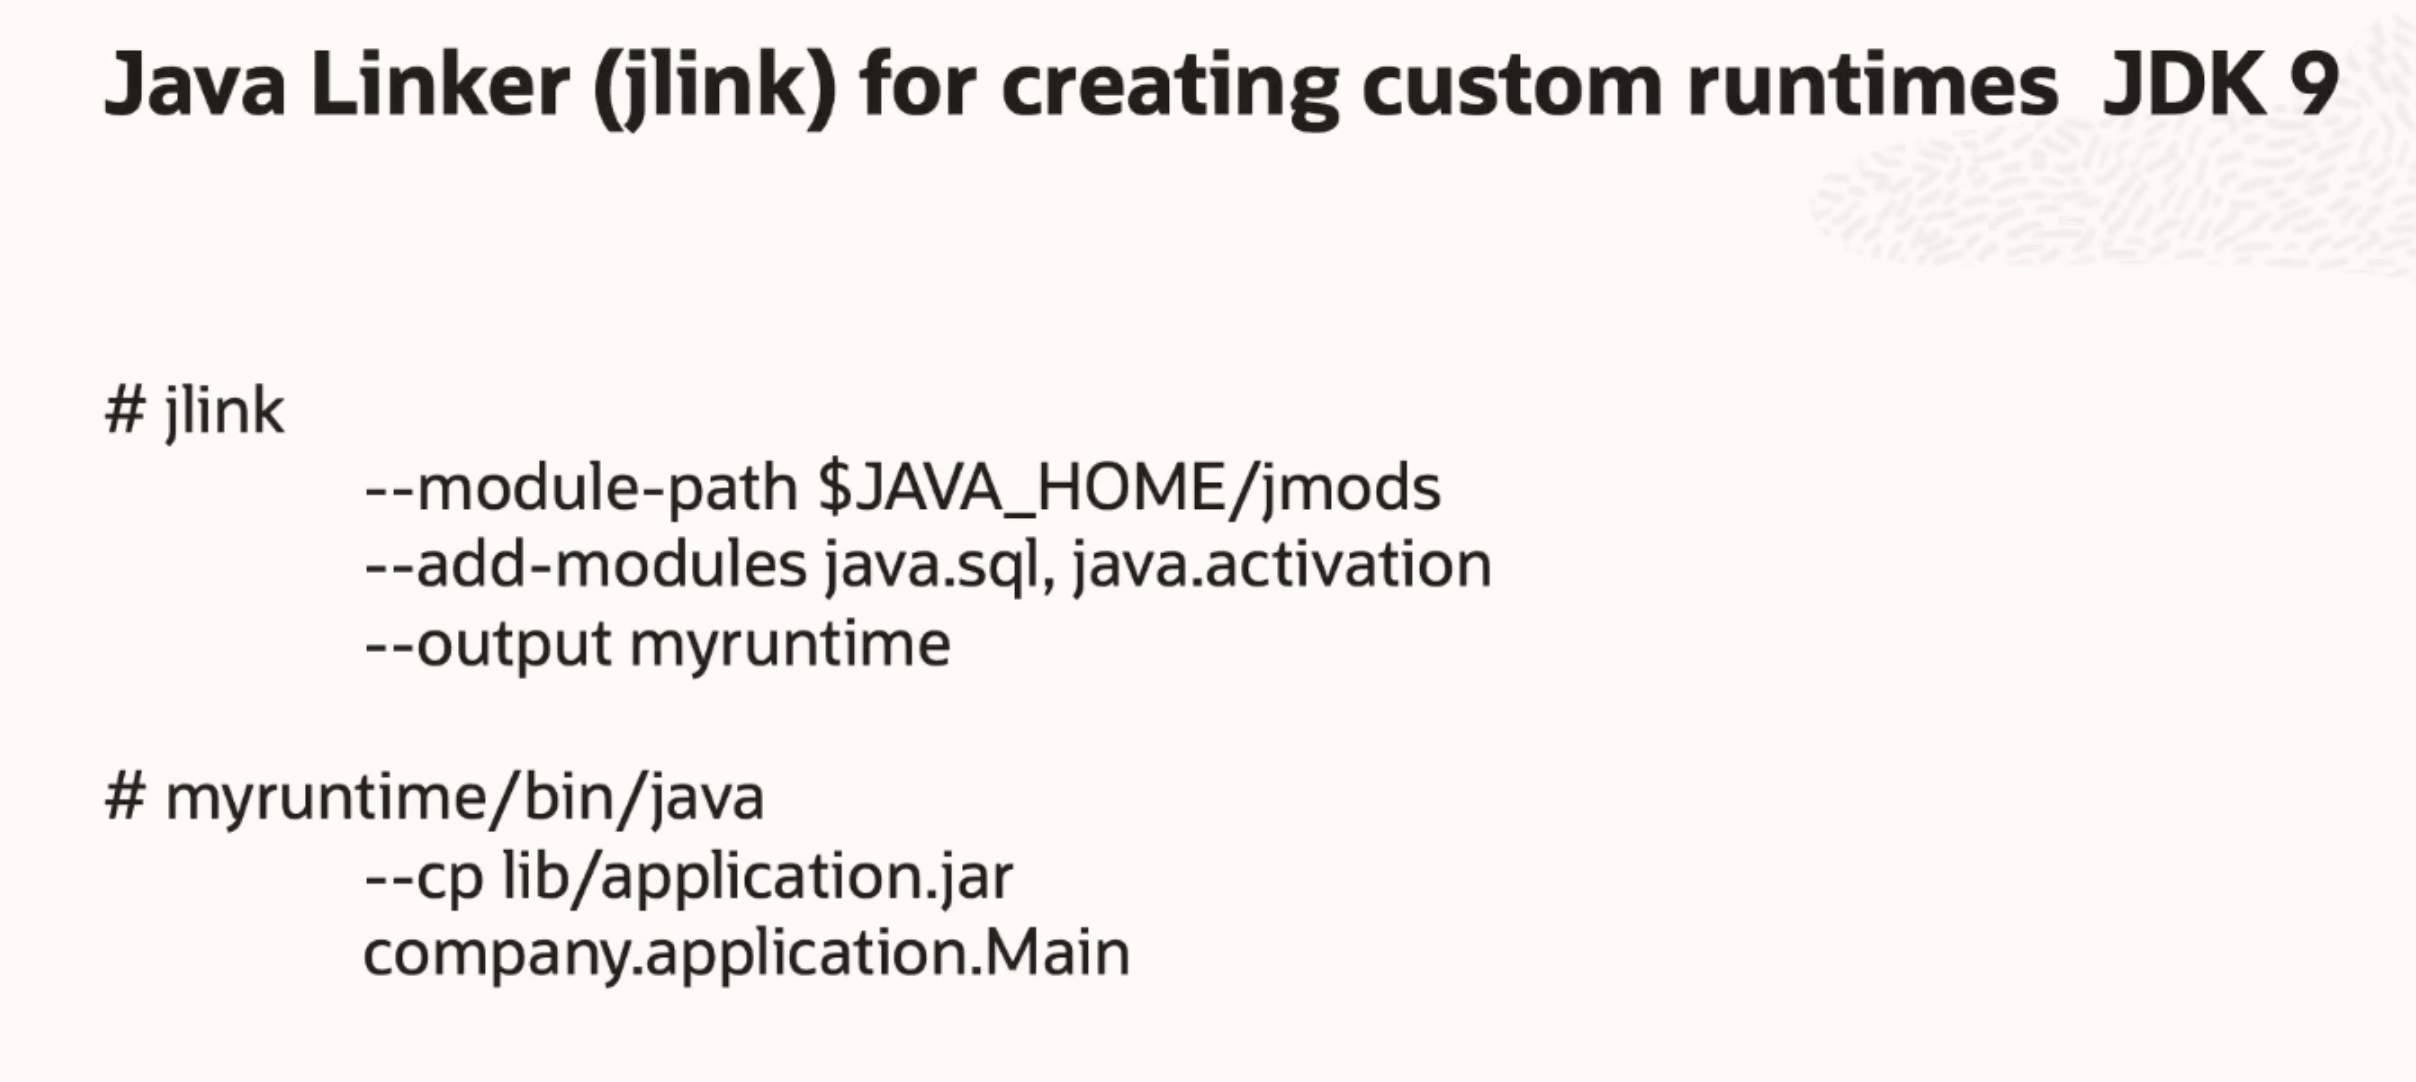 Java Linker (jlink) for creating custom runtimes JDK 9
# jlink
--module-path $JAVA_HOME/jmods
--add-modules java.sql, java.activation
--output myruntime
# myruntime/bin/java
--cp lib/application.jar
company.application.Main